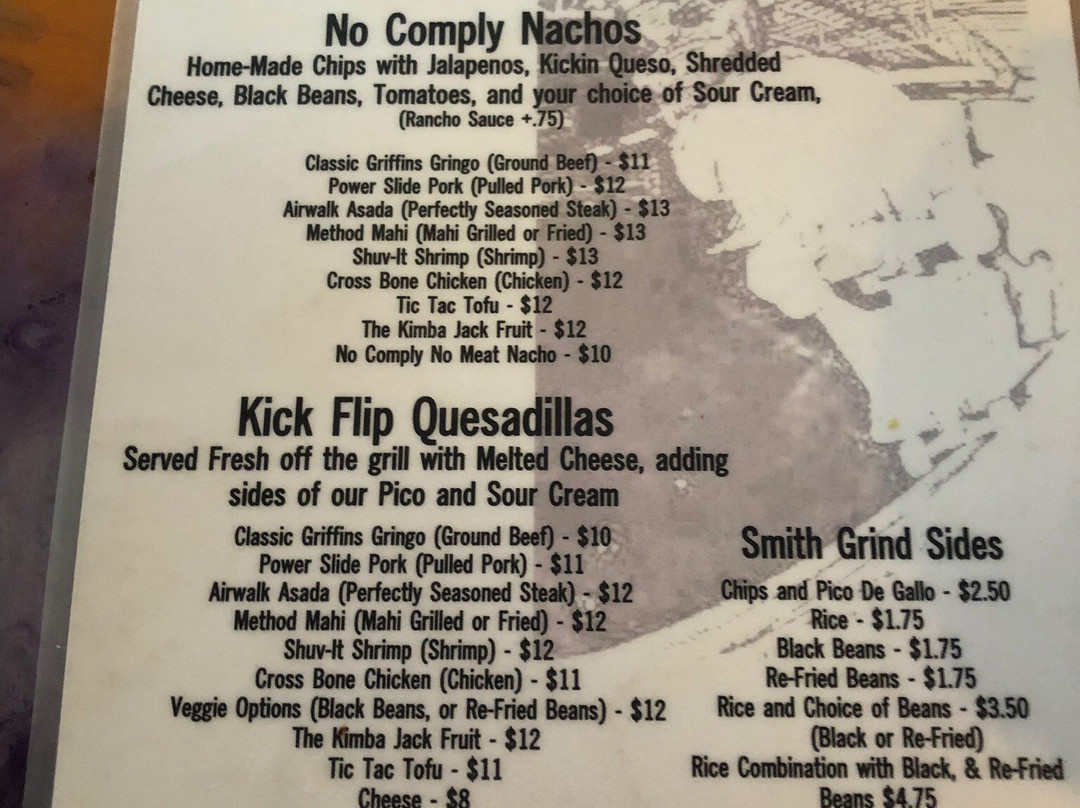 No Comply Nachos
Home-Made Chips with Jalapenos, Kickin Queso, Shredded
Cheese, Black Beans, Tomatoes, and your choice of Sour Cream,
(Rancho Sauce +.75)
Classic Griffins Gringo (Ground Beef) - $11
Power Slide Pork (Pulled Pork) - $12
Airwalk Asada (Perfectly Seasoned Steak) - $13
Method Mahi (Mahi Grilled or Fried) - $13
Shuv-It Shrimp (Shrimp) - $13
Cross Bone Chicken (Chicken) - $12
Tic Tac Tofu - $12
The Kimba Jack Fruit - $12
No Comply No Meat Nacho - $10
Kick Flip Quesadillas
Served Fresh off the grill with Melted Cheese, adding
sides of our Pico and Sour Cream
Classic Griffins Gringo (Ground Beef) - $10
Power Slide Pork (Pulled Pork) - $11
Airwalk Asada (Perfectly Seasoned Steak) - $12
Method Mahi (Mahi Grilled or Fried) - $12
Shuv-It Shrimp (Shrimp) - $12
Cross Bone Chicken (Chicken) - $11
Veggie Options (Black Beans, or Re-Fried Beans) - $12
The Kimba Jack Fruit - $12
Tic Tac Tofu - $11
Cheese - $8
Smith Grind Sides
Chips and Pico De Gallo - $2.50
Rice - $1.75
Black Beans - $1.75
Re-Fried Beans - $1.75
Rice and Choice of Beans - $3.50
(Black or Re-Fried)
Rice Combination with Black, & Re-Fried
Beans $4.75